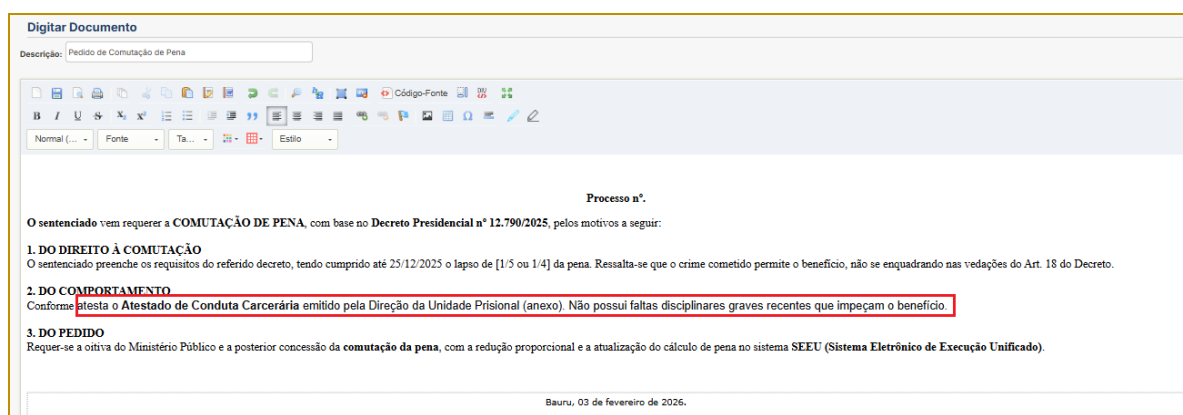 Digitar Documento
Descrição: Pedido de Comutação de Pena
Código-Fonte
B I U S X₂ X²
Normal (... Fonte Ta... Estilo
Processo nº.
O sentenciado vem requerer a COMUTAÇÃO DE PENA, com base no Decreto Presidencial nº 12.790/2025, pelos motivos a seguir:
1. DO DIREITO À COMUTAÇÃO
O sentenciado preenche os requisitos do referido decreto, tendo cumprido até 25/12/2025 o lapso de [1/5 ou 1/4] da pena. Ressalta-se que o crime cometido permite o benefício, não se enquadrando nas vedações do Art. 18 do Decreto.
2. DO COMPORTAMENTO
Conforme atesta o Atestado de Conduta Carcerária emitido pela Direção da Unidade Prisional (anexo). Não possui faltas disciplinares graves recentes que impeçam o benefício.
3. DO PEDIDO
Requer-se a oitiva do Ministério Público e a posterior concessão da comutação da pena, com a redução proporcional e a atualização do cálculo de pena no sistema SEEU (Sistema Eletrônico de Execução Unificado).
Bauru, 03 de fevereiro de 2026.